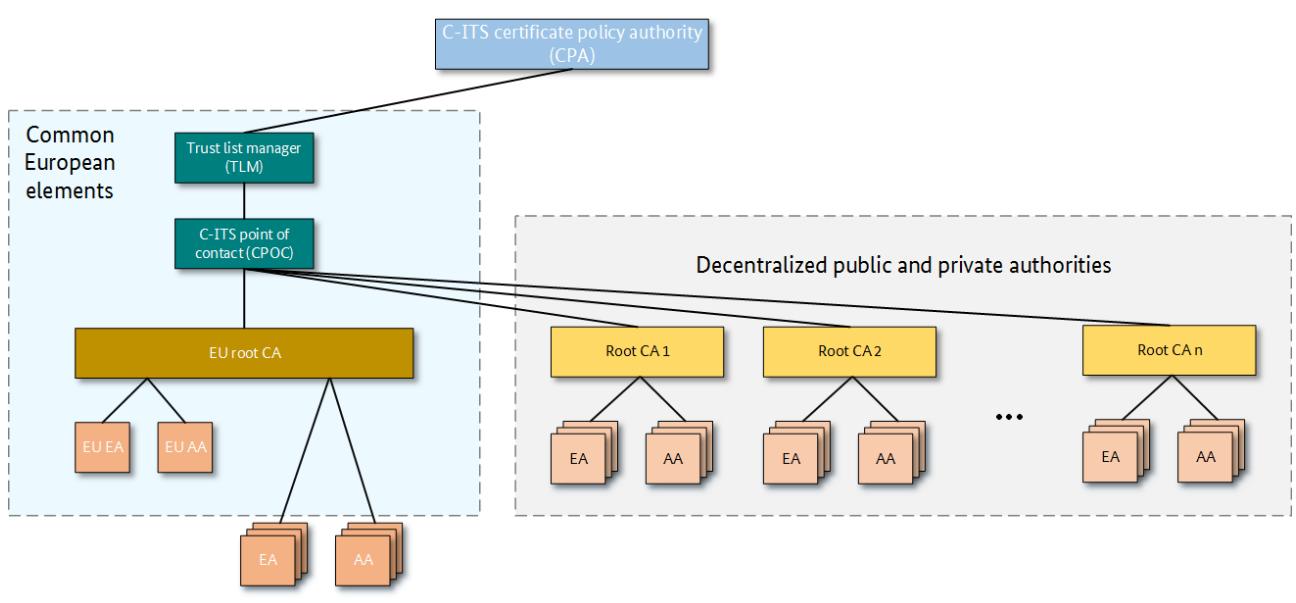 C-ITS certificate policy authority
(CPA)
Common
European
elements
Trust list manager
(TLM)
C-ITS point of
contact (CPOC)
Decentralized public and private authorities
EU root CA
Root CA 1
Root CA 2
Root CA n
EU EA
EU AA
EA
AA
EA
AA
...
EA
AA
EA
AA